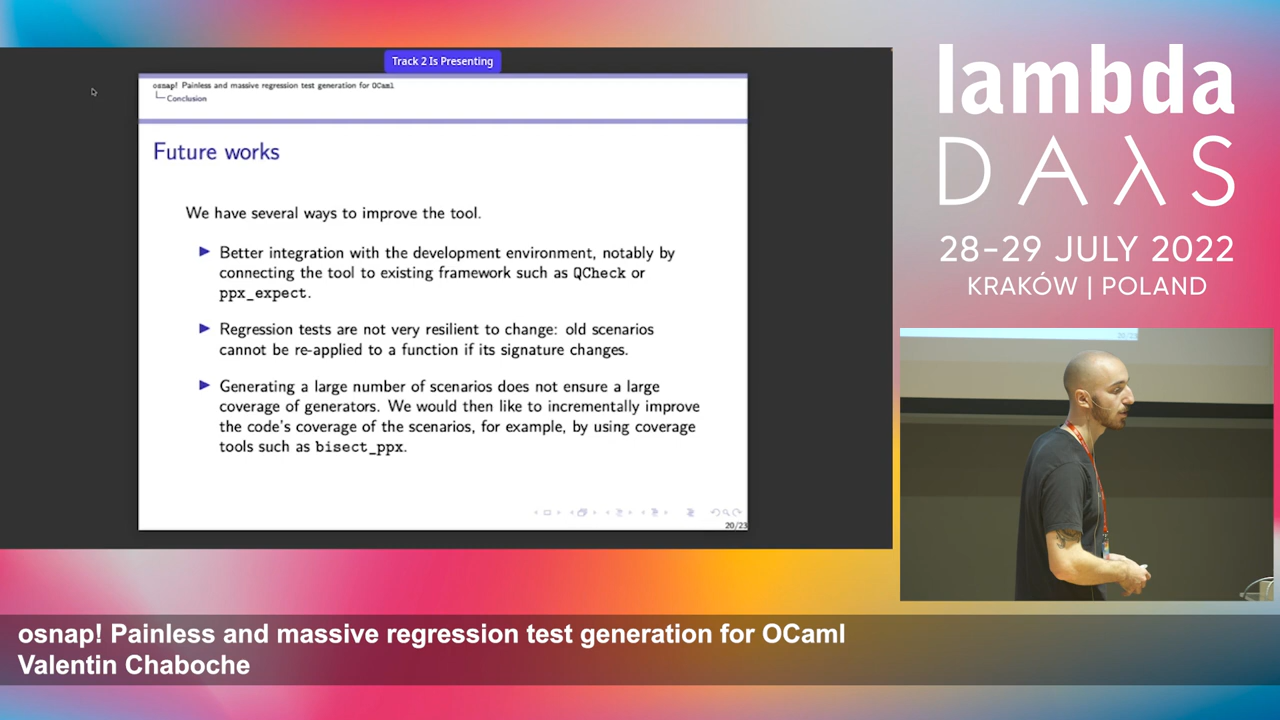 Track 2 Is Presenting
osnap! Painless and massive regression test generation for OCaml
Conclusion
Future works
We have several ways to improve the tool.
Better integration with the development environment, notably by
connecting the tool to existing framework such as QCheck or
ppx_expect.
Regression tests are not very resilient to change: old scenarios
cannot be re-applied to a function if its signature changes.
Generating a large number of scenarios does not ensure a large
coverage of generators. We would then like to incrementally improve
the code's coverage of the scenarios, for example, by using coverage
tools such as bisect_ppx.
20/23
lambda
DAλS
28–29 JULY 2022
KRAKÓW | POLAND
20/23
osnap! Painless and massive regression test generation for OCaml
Valentin Chaboche